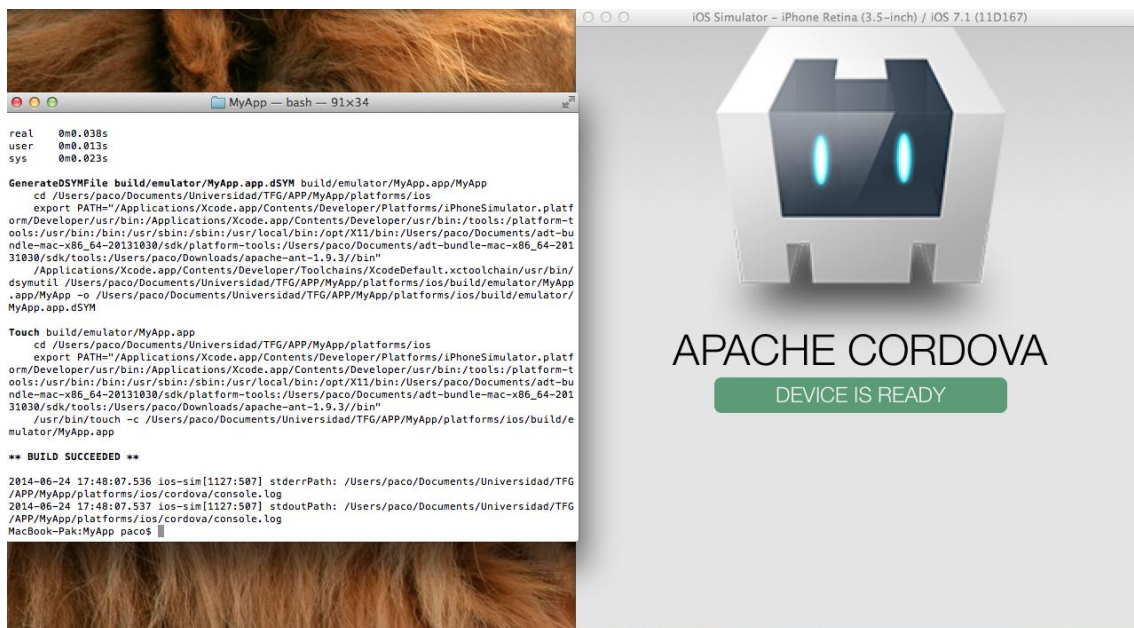 MyApp — bash — 91×34
real    0m0.038s
user    0m0.013s
sys     0m0.023s
GenerateDSYMFile build/emulator/MyApp.app.dSYM build/emulator/MyApp.app/MyApp
    cd /Users/paco/Documents/Universidad/TFG/APP/MyApp/platforms/ios
    export PATH="/Applications/Xcode.app/Contents/Developer/Platforms/iPhoneSimulator.platf
orm/Developer/usr/bin:/Applications/Xcode.app/Contents/Developer/usr/bin:/tools:/platform-t
ools:/usr/bin:/bin:/usr/sbin:/sbin:/usr/local/bin:/opt/X11/bin:/Users/paco/Documents/adt-bu
ndle-mac-x86_64-20131030/sdk/platform-tools:/Users/paco/Documents/adt-bundle-mac-x86_64-201
31030/sdk/tools:/Users/paco/Downloads/apache-ant-1.9.3//bin"
    /Applications/Xcode.app/Contents/Developer/Toolchains/XcodeDefault.xctoolchain/usr/bin/
dsymutil /Users/paco/Documents/Universidad/TFG/APP/MyApp/platforms/ios/build/emulator/MyApp
.app/MyApp -o /Users/paco/Documents/Universidad/TFG/APP/MyApp/platforms/ios/build/emulator/
MyApp.app.dSYM
Touch build/emulator/MyApp.app
    cd /Users/paco/Documents/Universidad/TFG/APP/MyApp/platforms/ios
    export PATH="/Applications/Xcode.app/Contents/Developer/Platforms/iPhoneSimulator.platf
orm/Developer/usr/bin:/Applications/Xcode.app/Contents/Developer/usr/bin:/tools:/platform-t
ools:/usr/bin:/bin:/usr/sbin:/sbin:/usr/local/bin:/opt/X11/bin:/Users/paco/Documents/adt-bu
ndle-mac-x86_64-20131030/sdk/platform-tools:/Users/paco/Documents/adt-bundle-mac-x86_64-201
31030/sdk/tools:/Users/paco/Downloads/apache-ant-1.9.3//bin"
    /usr/bin/touch -c /Users/paco/Documents/Universidad/TFG/APP/MyApp/platforms/ios/build/e
mulator/MyApp.app
** BUILD SUCCEEDED **
2014-06-24 17:48:07.536 ios-sim[1127:507] stderrPath: /Users/paco/Documents/Universidad/TFG
/APP/MyApp/platforms/ios/cordova/console.log
2014-06-24 17:48:07.537 ios-sim[1127:507] stdoutPath: /Users/paco/Documents/Universidad/TFG
/APP/MyApp/platforms/ios/cordova/console.log
MacBook-Pak:MyApp paco$
iOS Simulator – iPhone Retina (3.5-inch) / iOS 7.1 (11D167)
APACHE CORDOVA
DEVICE IS READY